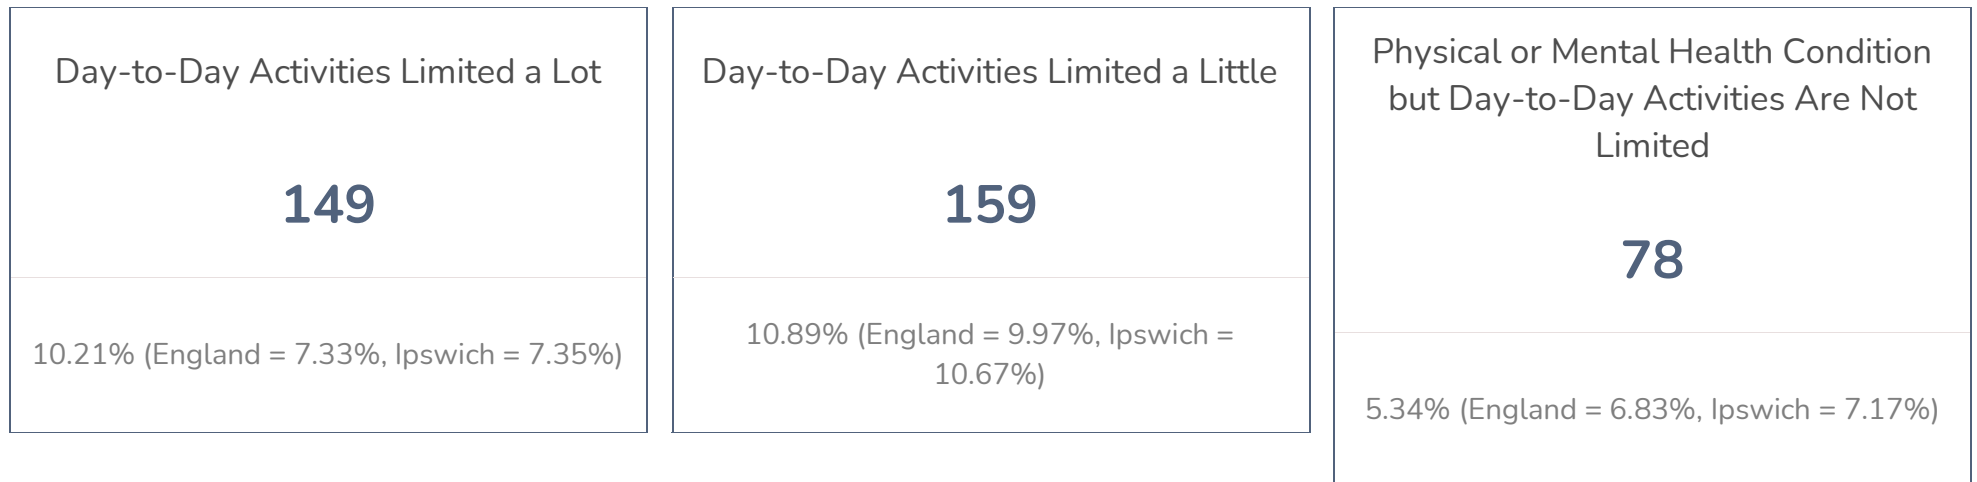 Day-to-Day Activities Limited a Lot
149
10.21% (England = 7.33%, Ipswich = 7.35%)
Day-to-Day Activities Limited a Little
159
10.89% (England = 9.97%, Ipswich =
10.67%)
Physical or Mental Health Condition
but Day-to-Day Activities Are Not
Limited
78
5.34% (England = 6.83%, Ipswich = 7.17%)